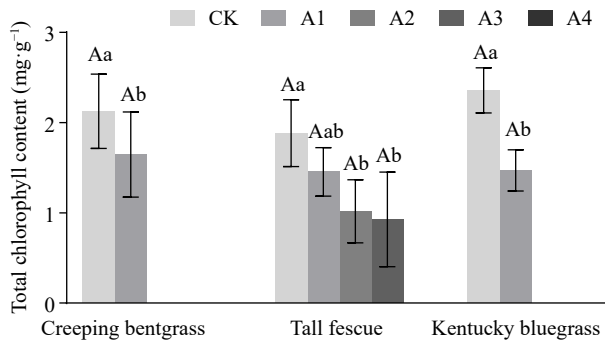 CK A1 A2 A3 A4
Total chlorophyll content (mg·g⁻¹)
3
2
1
0
Aa
Ab
Aa
Aab
Ab
Ab
Aa
Ab
Creeping bentgrass Tall fescue Kentucky bluegrass